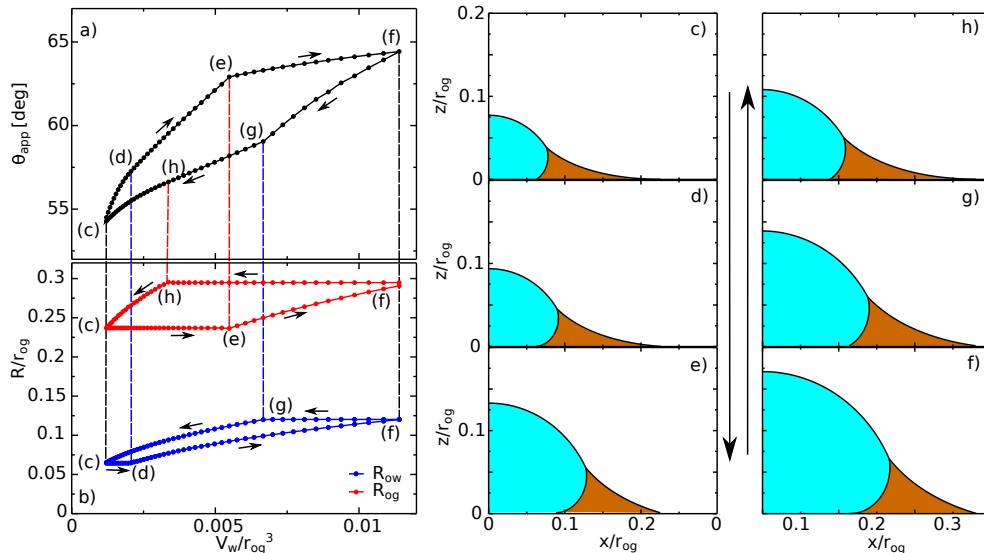 a)
65
60
55
θapp [deg]
(c)
(d)
(e)
(f)
(g)
(h)
0.3
0.25
0.2
0.15
0.1
0.05
R/rog
(c)
(h)
(e)
(f)
(c)
(d)
(g)
(f)
Row
Rog
b)
0
0.005
0.01
Vw/rog3
0.2
0.1
0
z/rog
c)
0.1
0
z/rog
d)
0.1
0
z/rog
e)
0
0.1
0.2
0
x/rog
h)
g)
f)
0.1
0.2
0.3
x/rog